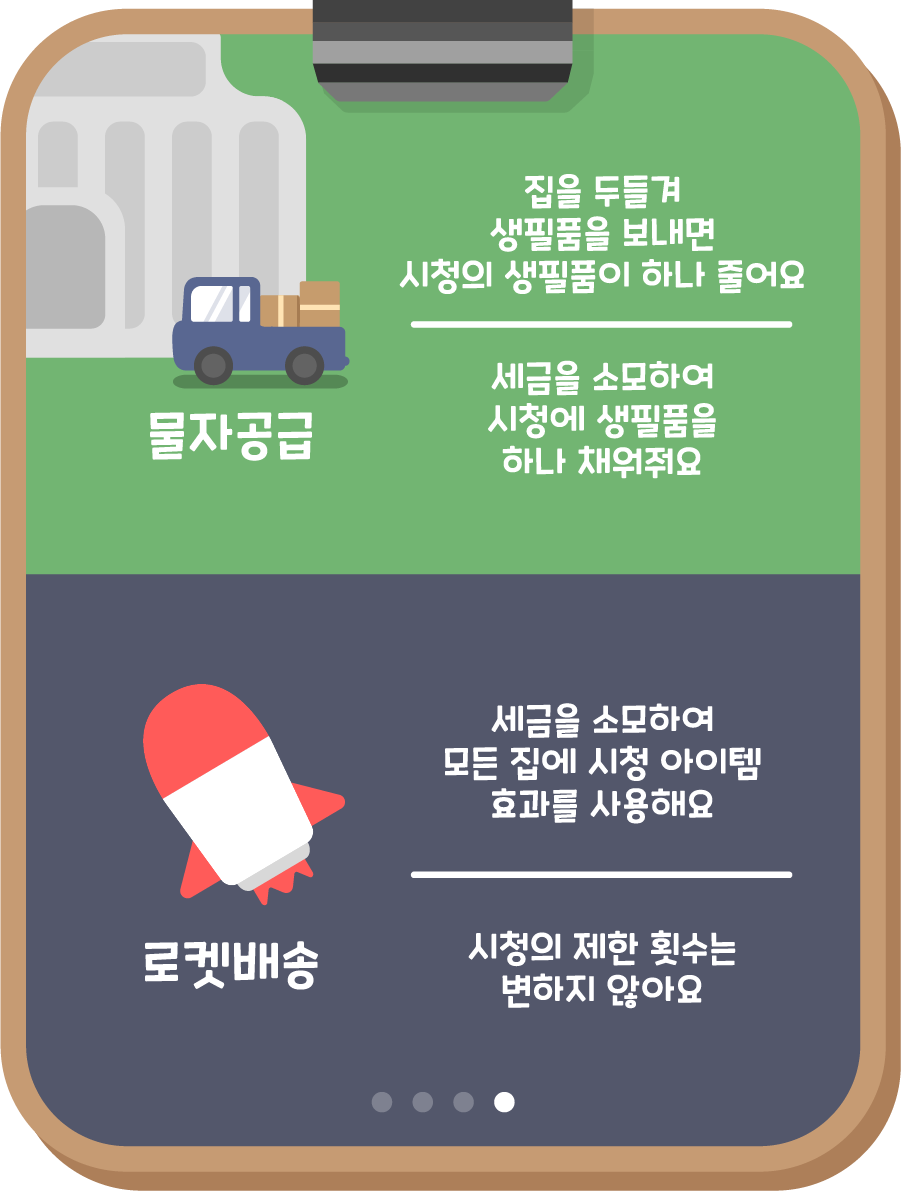 집을 두들겨
생필품을 보내면
시청의 생필품이 하나 줄어요
세금을 소모하여
시청에 생필품을
하나 채워줘요
물자공급
세금을 소모하여
모든 집에 시청 아이템
효과를 사용해요
시청의 제한 횟수는
변하지 않아요
로켓배송